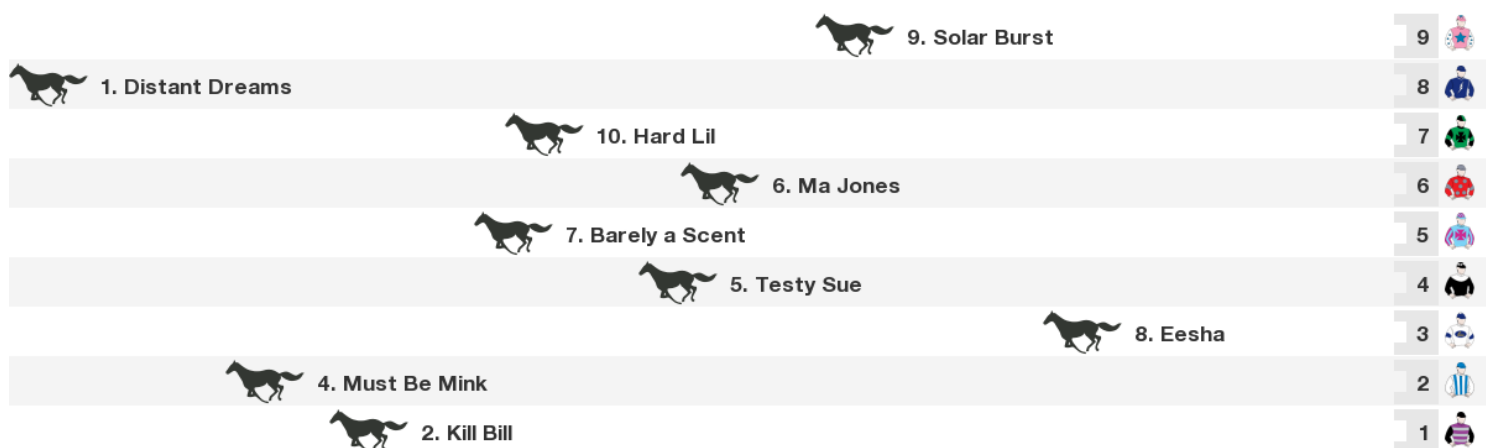 9. Solar Burst 9
1. Distant Dreams 8
10. Hard Lil 7
6. Ma Jones 6
7. Barely a Scent 5
5. Testy Sue 4
8. Eesha 3
4. Must Be Mink 2
2. Kill Bill 1